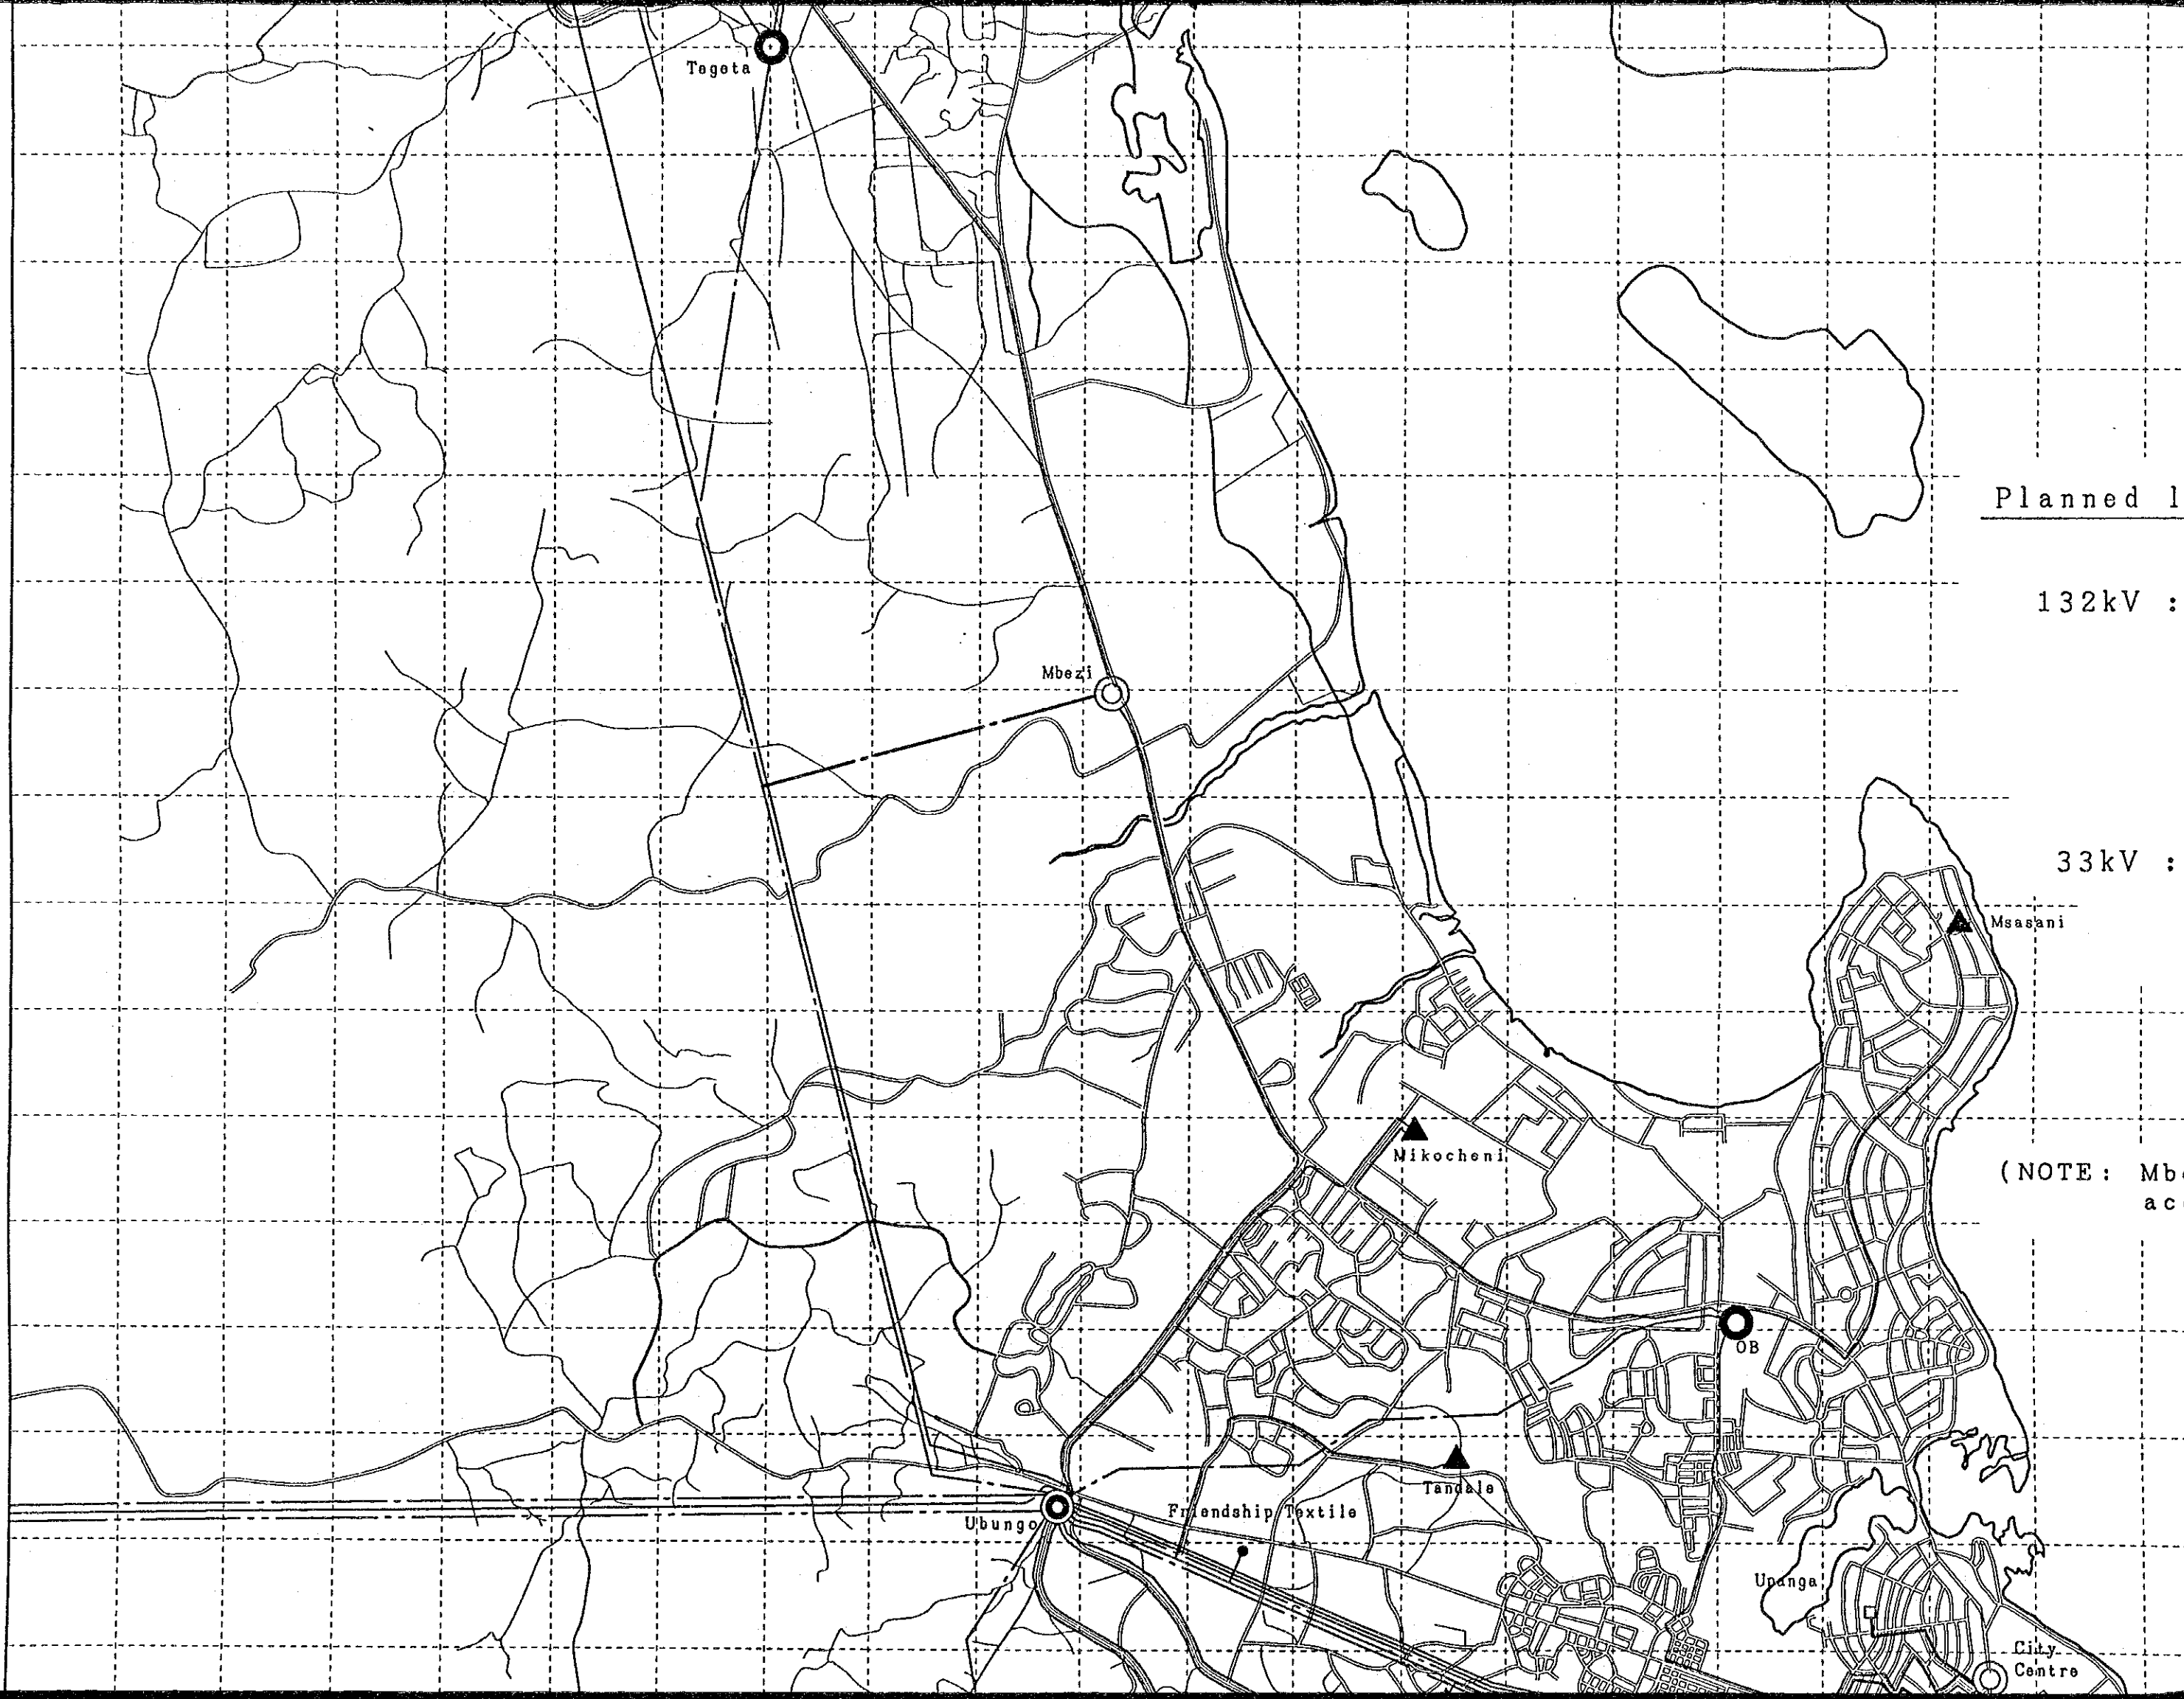 Tegeta
Planned l
132kV :
Mbezi
33kV :
Msasani
Mikocheni
(NOTE: Mb
ac
OB
Tandale
Friendship Textile
Ubungo
Upanga
City
Centre